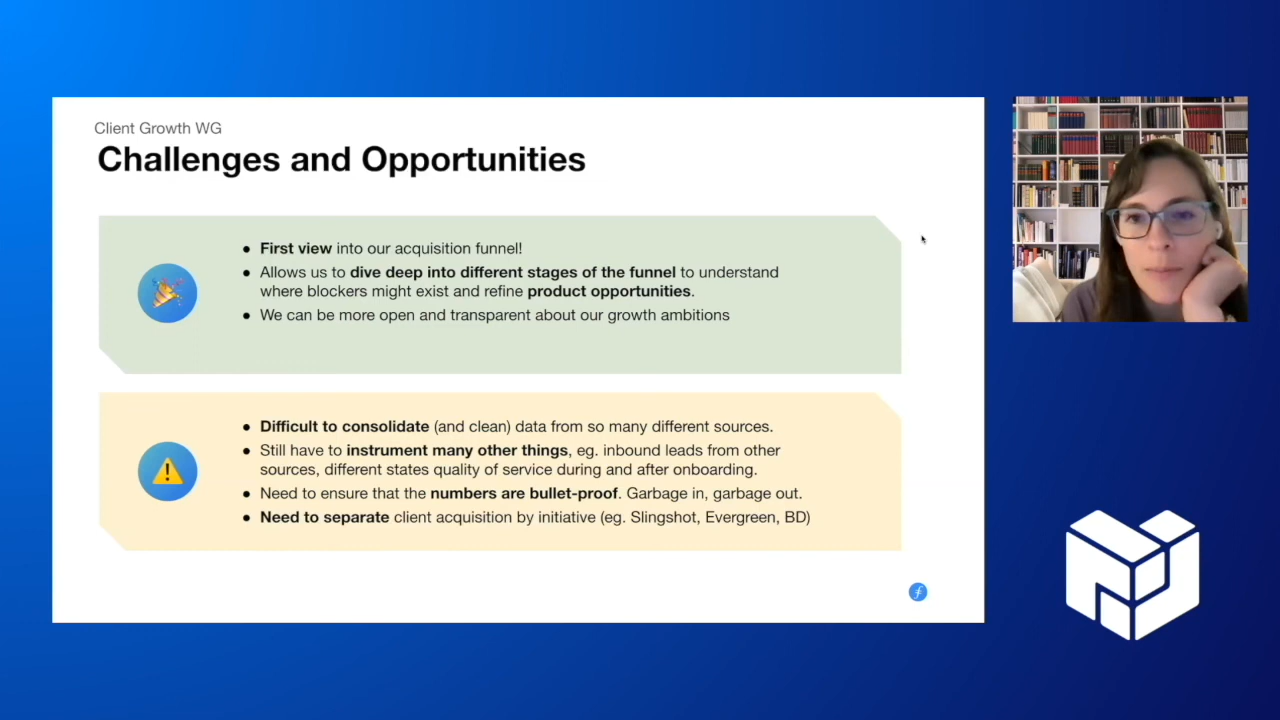 Client Growth WG
Challenges and Opportunities
● First view into our acquisition funnel!
● Allows us to dive deep into different stages of the funnel to understand
where blockers might exist and refine product opportunities.
● We can be more open and transparent about our growth ambitions
● Difficult to consolidate (and clean) data from so many different sources.
● Still have to instrument many other things, eg. inbound leads from other
sources, different states quality of service during and after onboarding.
● Need to ensure that the numbers are bullet-proof. Garbage in, garbage out.
● Need to separate client acquisition by initiative (eg. Slingshot, Evergreen, BD)